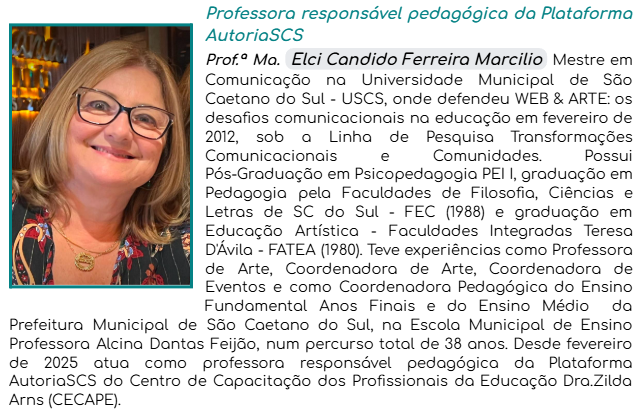 Professora responsável pedagógica da Plataforma
AutoriaSCS
Prof.ª Ma. Elci Candido Ferreira Marcilio Mestre em
Comunicação na Universidade Municipal de São
Caetano do Sul - USCS, onde defendeu WEB & ARTE: os
desafios comunicacionais na educação em fevereiro de
2012, sob a Linha de Pesquisa Transformações
Comunicacionais e Comunidades. Possui
Pós-Graduação em Psicopedagogia PEI I, graduação em
Pedagogia pela Faculdades de Filosofia, Ciências e
Letras de SC do Sul - FEC (1988) e graduação em
Educação Artística - Faculdades Integradas Teresa
D'Ávila - FATEA (1980). Teve experiências como Professora
de Arte, Coordenadora de Arte, Coordenadora de
Eventos e como Coordenadora Pedagógica do Ensino
Fundamental Anos Finais e do Ensino Médio da
Prefeitura Municipal de São Caetano do Sul, na Escola Municipal de Ensino
Professora Alcina Dantas Feijão, num percurso total de 38 anos. Desde fevereiro
de 2025 atua como professora responsável pedagógica da Plataforma
AutoriaSCS do Centro de Capacitação dos Profissionais da Educação Dra.Zilda
Arns (CECAPE).